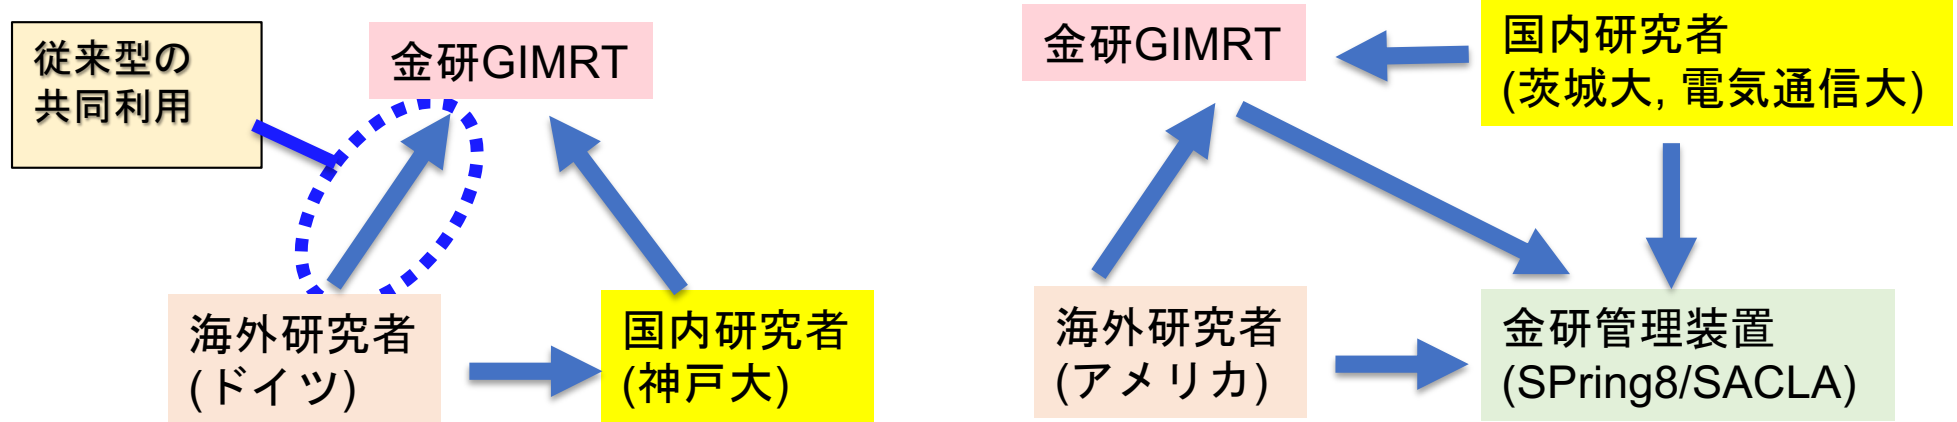 従来型の
共同利用
金研GIMRT
海外研究者
(ドイツ)
国内研究者
(神戸大)
金研GIMRT
国内研究者
(茨城大, 電気通信大)
海外研究者
(アメリカ)
金研管理装置
(SPring8/SACLA)